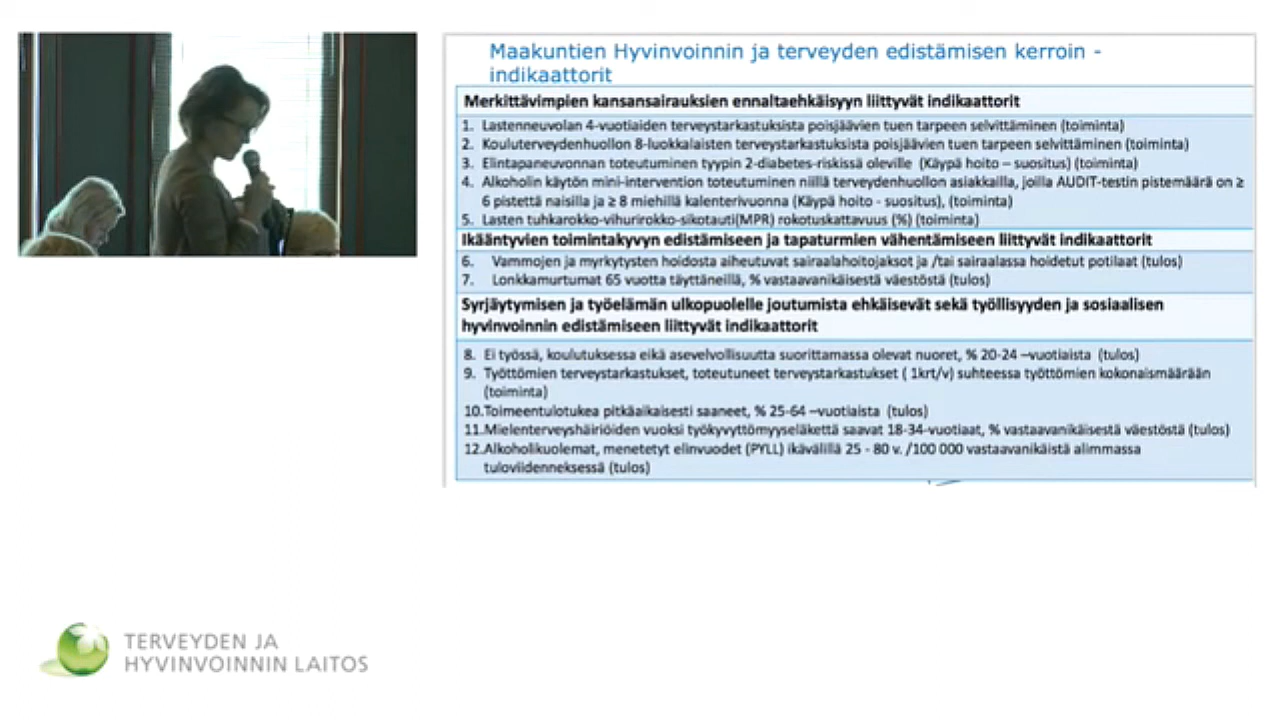 Maakuntien Hyvinvoinnin ja terveyden edistämisen kerroin -
indikaattorit
Merkittävimpien kansansairauksien ennaltaehkäisyyn liittyvät indikaattorit
1. Lastenneuvolan 4-vuotiaiden terveystarkastuksista poisjäävien tuen tarpeen selvittäminen (toiminta)
2. Kouluterveydenhuollon 8-luokkalaisten terveystarkastuksista poisjäävien tuen tarpeen selvittäminen (toiminta)
3. Elintapaneuvonnan toteutuminen tyypin 2-diabetes-riskissä oleville (Käypä hoito – suositus) (toiminta)
4. Alkoholin käytön mini-intervention toteutuminen niillä terveydenhuollon asiakkailla, joilla AUDIT-testin pistemäärä on ≥
6 pistettä naisilla ja ≥ 8 miehillä kalenterivuonna (Käypä hoito - suositus), (toiminta)
5. Lasten tuhkarokko-vihurirokko-sikotauti(MPR) rokotuskattavuus (%) (toiminta)
Ikääntyvien toimintakyvyn edistämiseen ja tapaturmien vähentämiseen liittyvät indikaattorit
6. Vammojen ja myrkytysten hoidosta aiheutuvat sairaalahoitojaksot ja /tai sairaalassa hoidetut potilaat (tulos)
7. Lonkkamurtumat 65 vuotta täyttäneillä, % vastaavanikäisestä väestöstä (tulos)
Syrjäytymisen ja työelämän ulkopuolelle joutumista ehkäisevät sekä työllisyyden ja sosiaalisen
hyvinvoinnin edistämiseen liittyvät indikaattorit
8. Ei työssä, koulutuksessa eikä asevelvollisuutta suorittamassa olevat nuoret, % 20-24 –vuotiaista (tulos)
9. Työttömien terveystarkastukset, toteutuneet terveystarkastukset ( 1krt/v) suhteessa työttömien kokonaismäärään
(toiminta)
10.Toimeentulotukea pitkäaikaisesti saaneet, % 25-64 –vuotiaista (tulos)
11.Mielenterveyshäiriöiden vuoksi työkyvyttömyyseläkettä saavat 18-34-vuotiaat, % vastaavanikäisestä väestöstä (tulos)
12.Alkoholikuolemat, menetetyt elinvuodet (PYLL) ikävälillä 25 - 80 v. /100 000 vastaavanikäistä alimmassa
tuloviidenneksessä (tulos)
TERVEYDEN JA
HYVINVOINNIN LAITOS